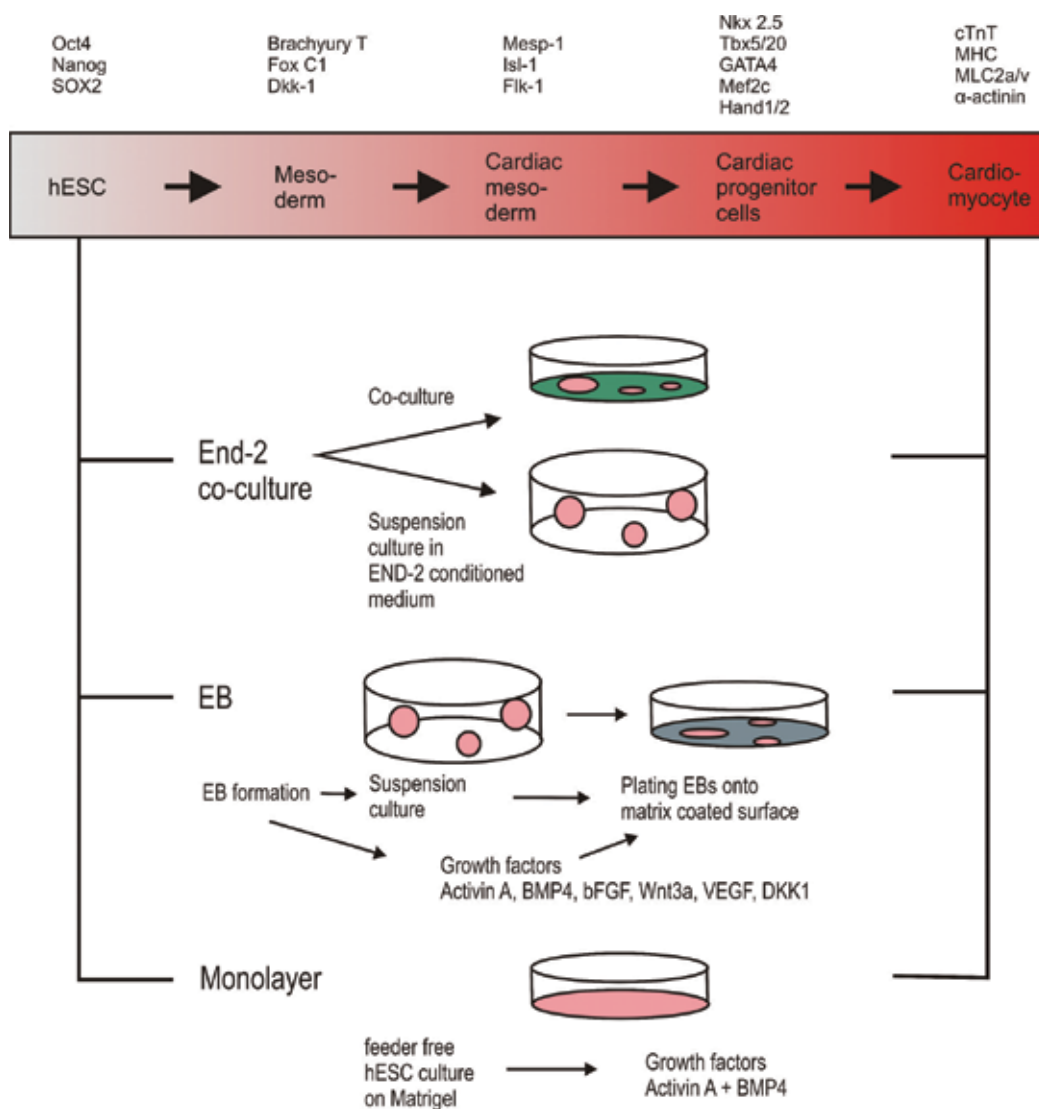 Oct4
Nanog
SOX2
Brachyury T
Fox C1
Dkk-1
Mesp-1
Isl-1
Flk-1
Nkx 2.5
Tbx5/20
GATA4
Mef2c
Hand1/2
cTnT
MHC
MLC2a/v
α-actinin
hESC
Meso-
derm
Cardiac
meso-
derm
Cardiac
progenitor
cells
Cardio-
myocyte
End-2
co-culture
Co-culture
Suspension
culture in
END-2 conditioned
medium
EB
EB formation
Suspension
culture
Plating EBs onto
matrix coated surface
Growth factors
Activin A, BMP4, bFGF, Wnt3a, VEGF, DKK1
Monolayer
feeder free
hESC culture
on Matrigel
Growth factors
Activin A + BMP4